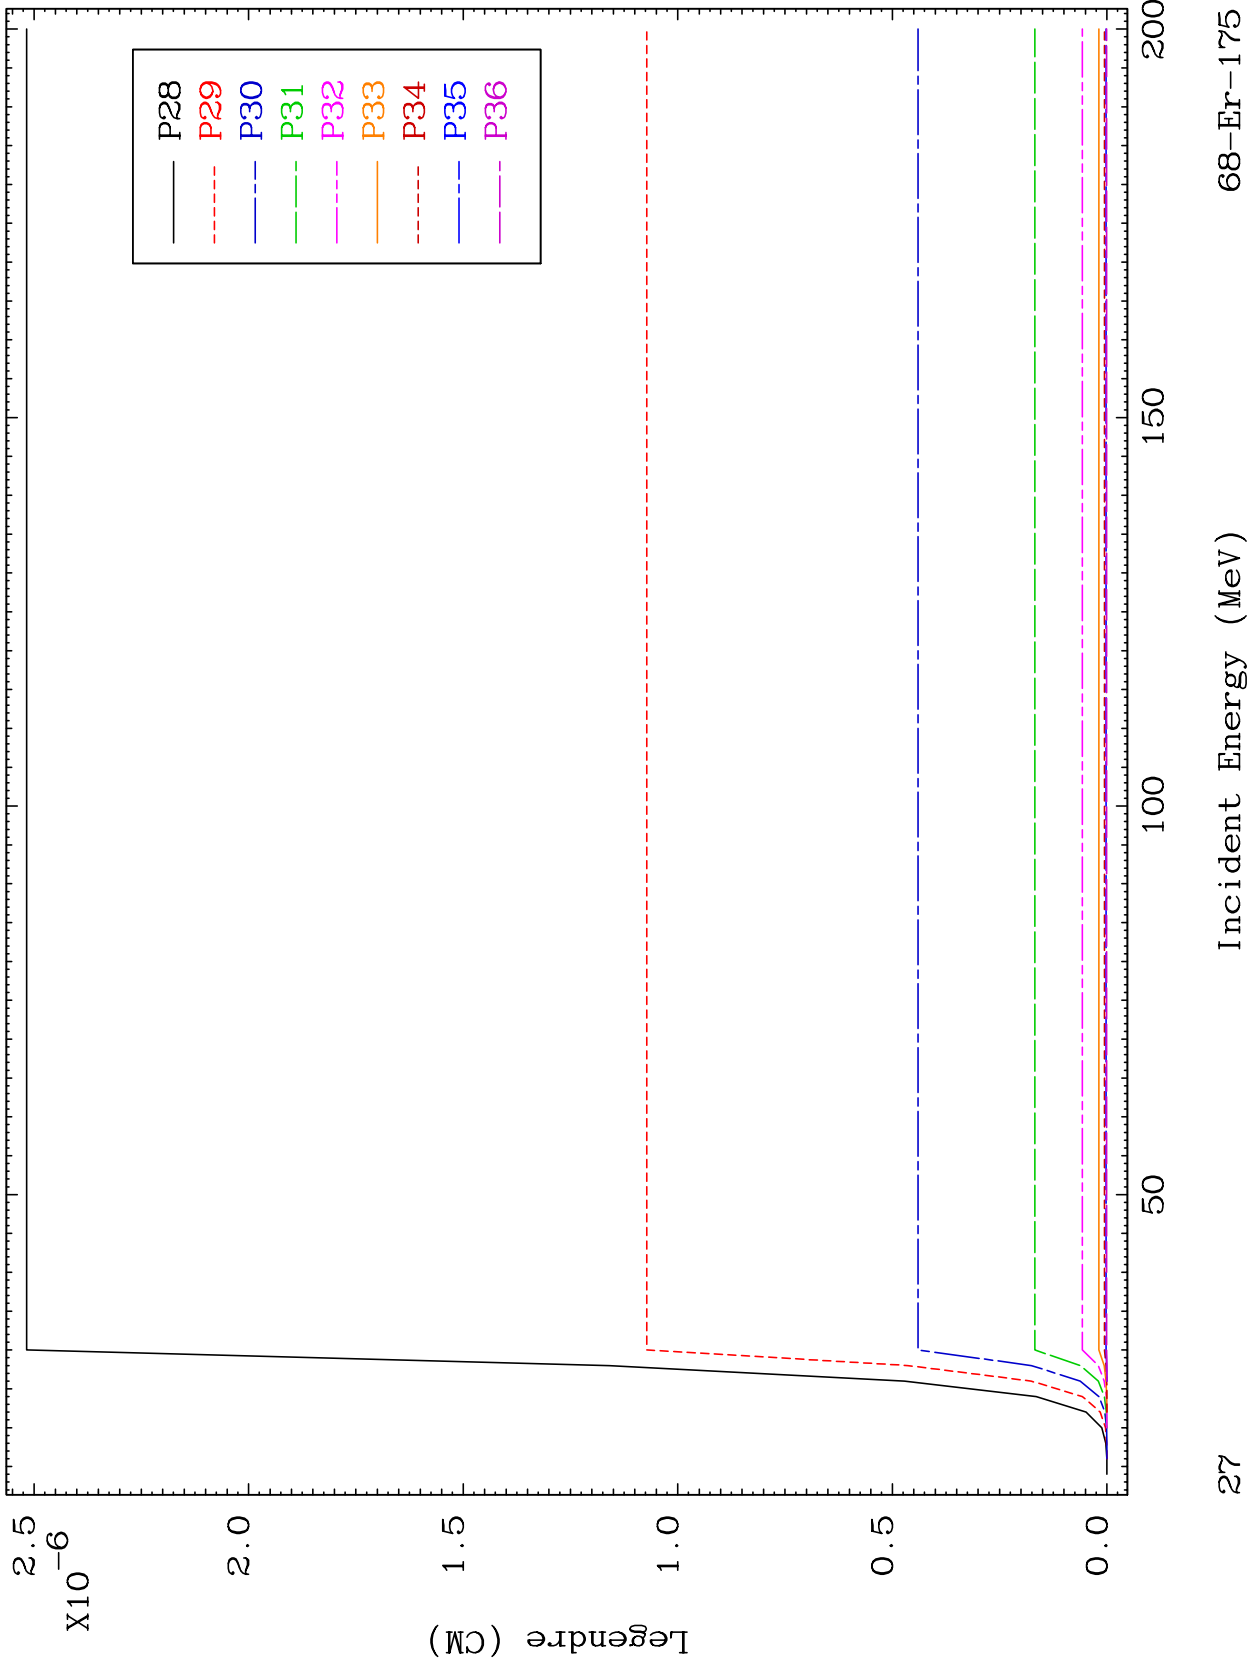 2.5
X10-6
2.0
1.5
1.0
0.5
0.0
Legendre (CM)
P28
P29
P30
P31
P32
P33
P34
P35
P36
50
100
150
200
27
Incident Energy (MeV)
68-Er-175